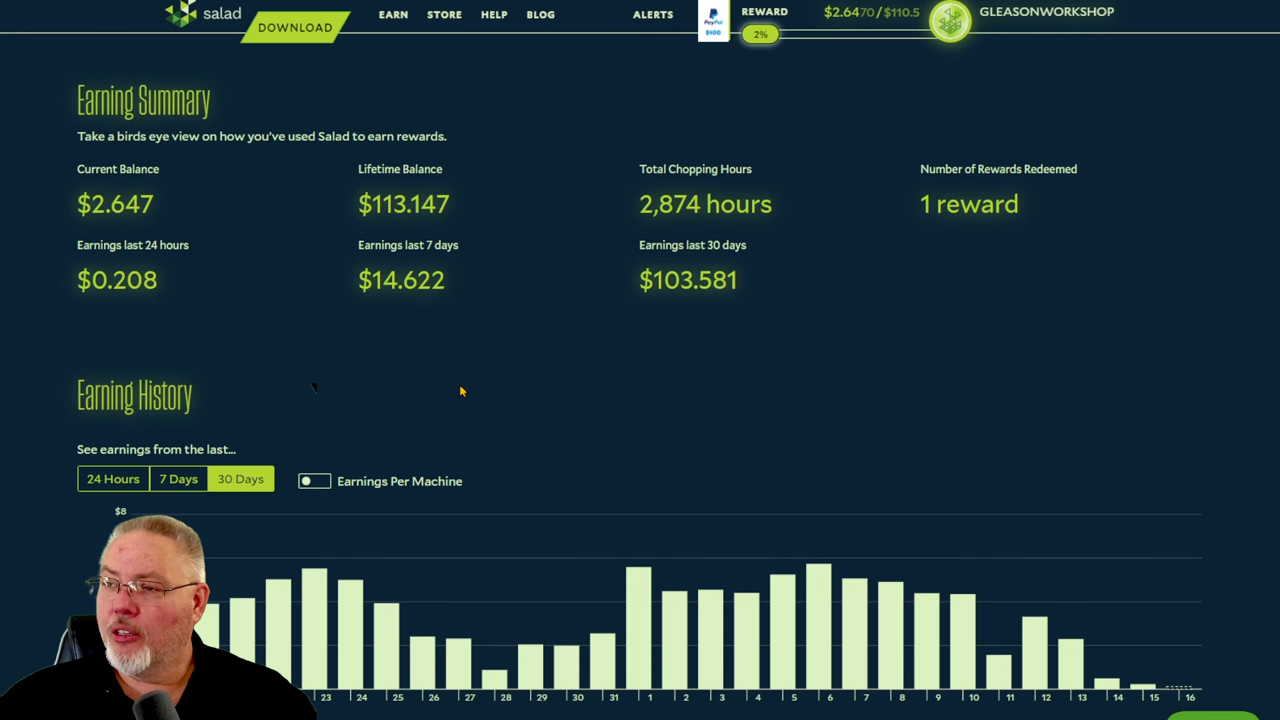 salad
DOWNLOAD
EARN STORE HELP BLOG
ALERTS
PayPal
$100
REWARD
2%
$2.6470/$110.5
GLEASONWORKSHOP
Earning Summary
Take a birds eye view on how you've used Salad to earn rewards.
Current Balance Lifetime Balance Total Chopping Hours Number of Rewards Redeemed
$2.647 $113.147 2,874 hours 1 reward
Earnings last 24 hours Earnings last 7 days Earnings last 30 days
$0.208 $14.622 $103.581
Earning History
See earnings from the last...
24 Hours 7 Days 30 Days Earnings Per Machine
$8
23 24 25 26 27 28 29 30 31 1 2 3 4 5 6 7 8 9 10 11 12 13 14 15 16